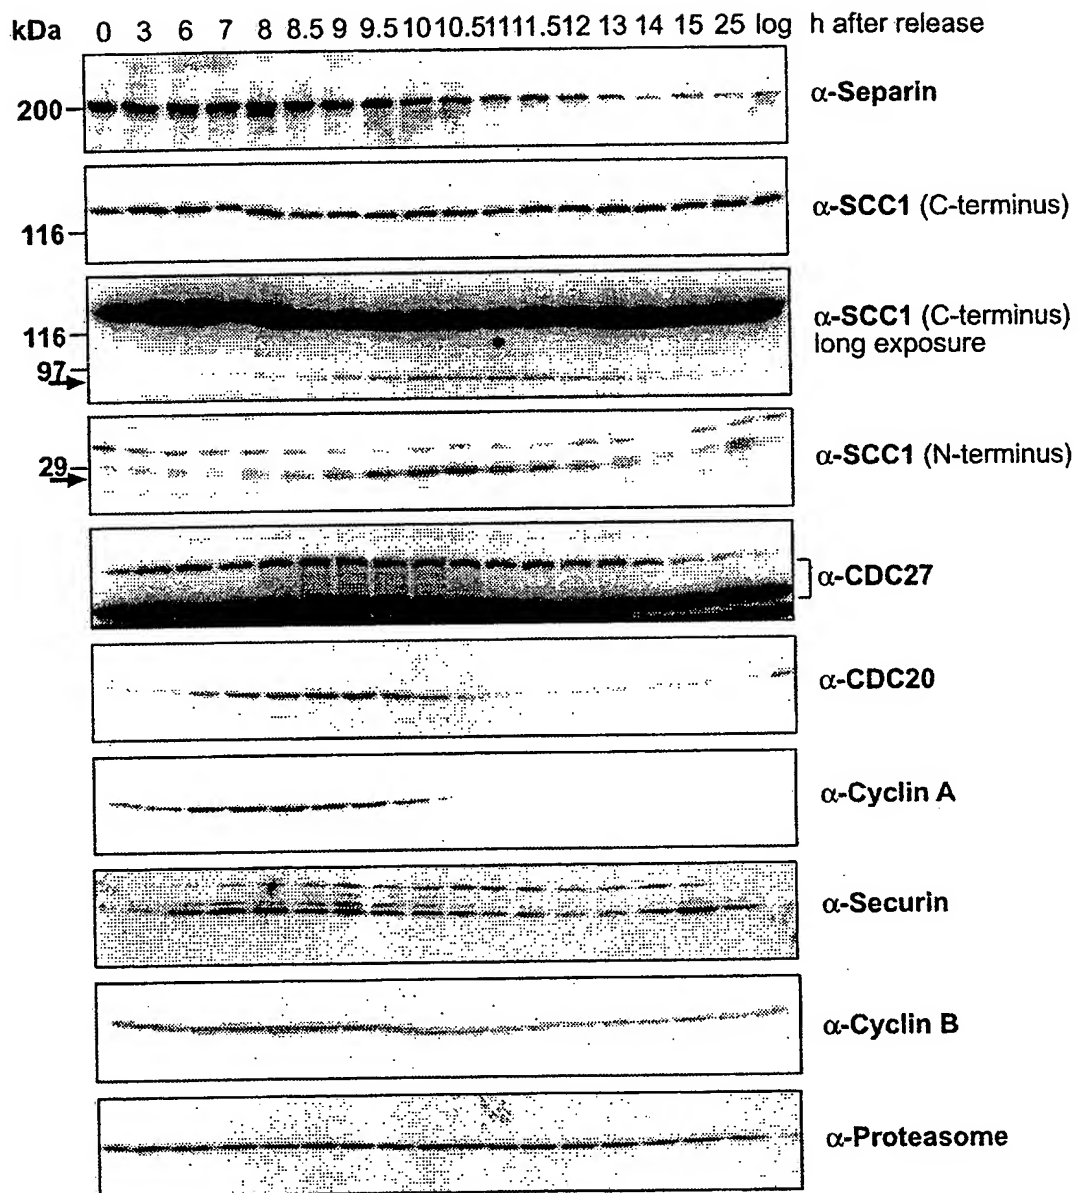 kDa 0 3 6 7 8 8.5 9 9.5 10 10.5 11 11.5 12 13 14 15 25 log h after release
200 α-Separin
116 α-SCC1 (C-terminus)
116 α-SCC1 (C-terminus)
long exposure
97
29 α-SCC1 (N-terminus)
α-CDC27
α-CDC20
α-Cyclin A
α-Securin
α-Cyclin B
α-Proteasome